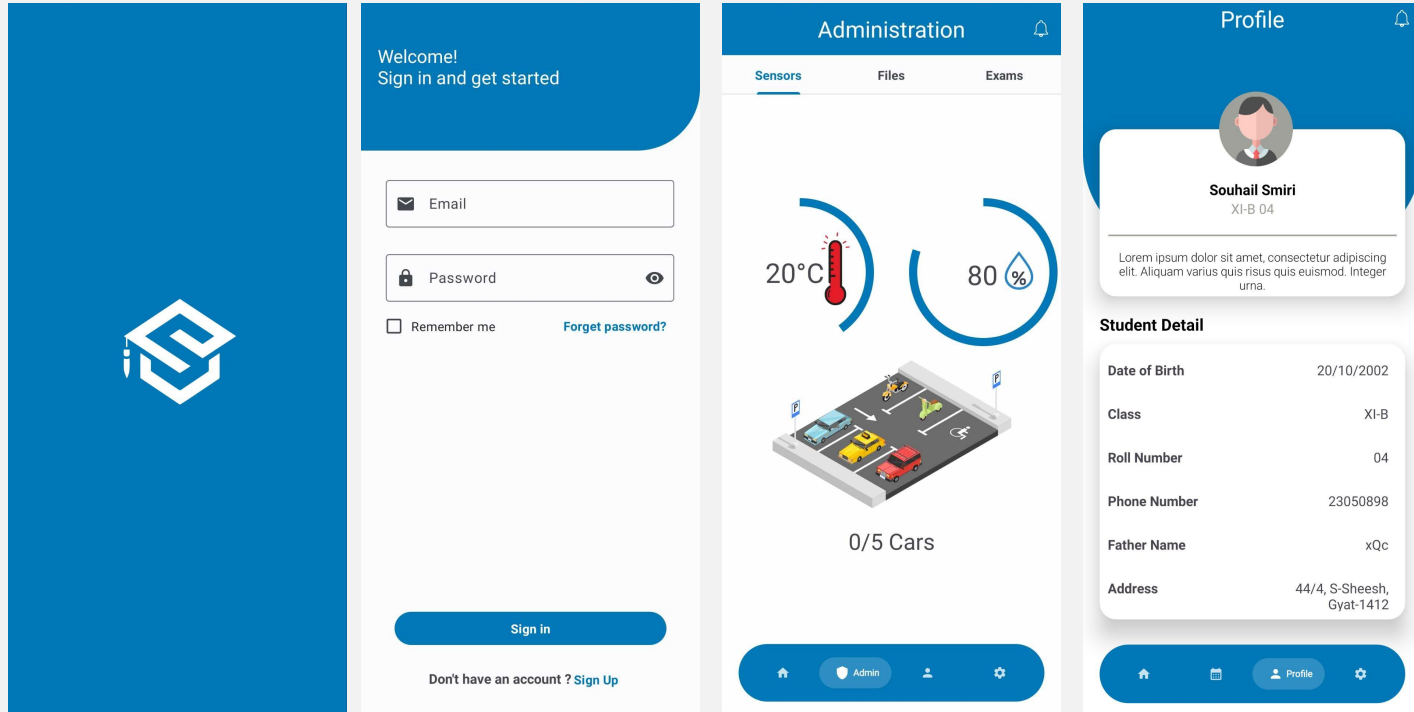 Welcome!
Sign in and get started
Email
Password
Remember me
Forget password?
Sign in
Don't have an account ? Sign Up
Administration
Sensors
Files
Exams
20°C
80 %
P
P
0/5 Cars
Admin
Profile
Souhail Smiri
XI-B 04
Lorem ipsum dolor sit amet, consectetur adipiscing
elit. Aliquam varius quis risus quis euismod. Integer
urna.
Student Detail
Date of Birth 20/10/2002
Class XI-B
Roll Number 04
Phone Number 23050898
Father Name xQc
Address 44/4, S-Sheesh,
Gyat-1412
Profile